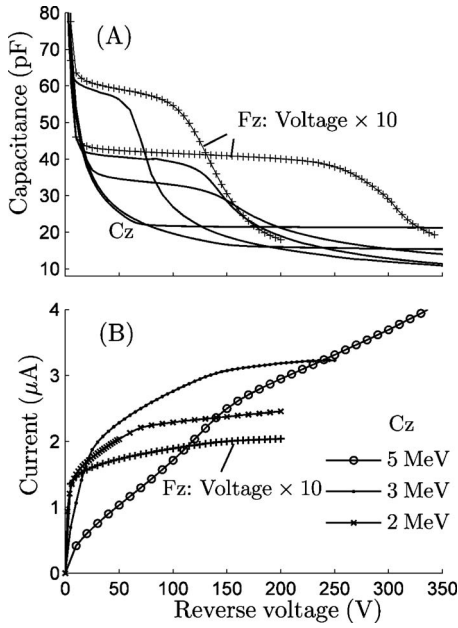 80
70
60
50
40
30
20
10
Capacitance (pF)
(A)
Fz: Voltage × 10
Cz
4
3
2
1
0
Current (μA)
(B)
Cz
5 MeV
3 MeV
2 MeV
Fz: Voltage × 10
0 50 100 150 200 250 300 350
Reverse voltage (V)